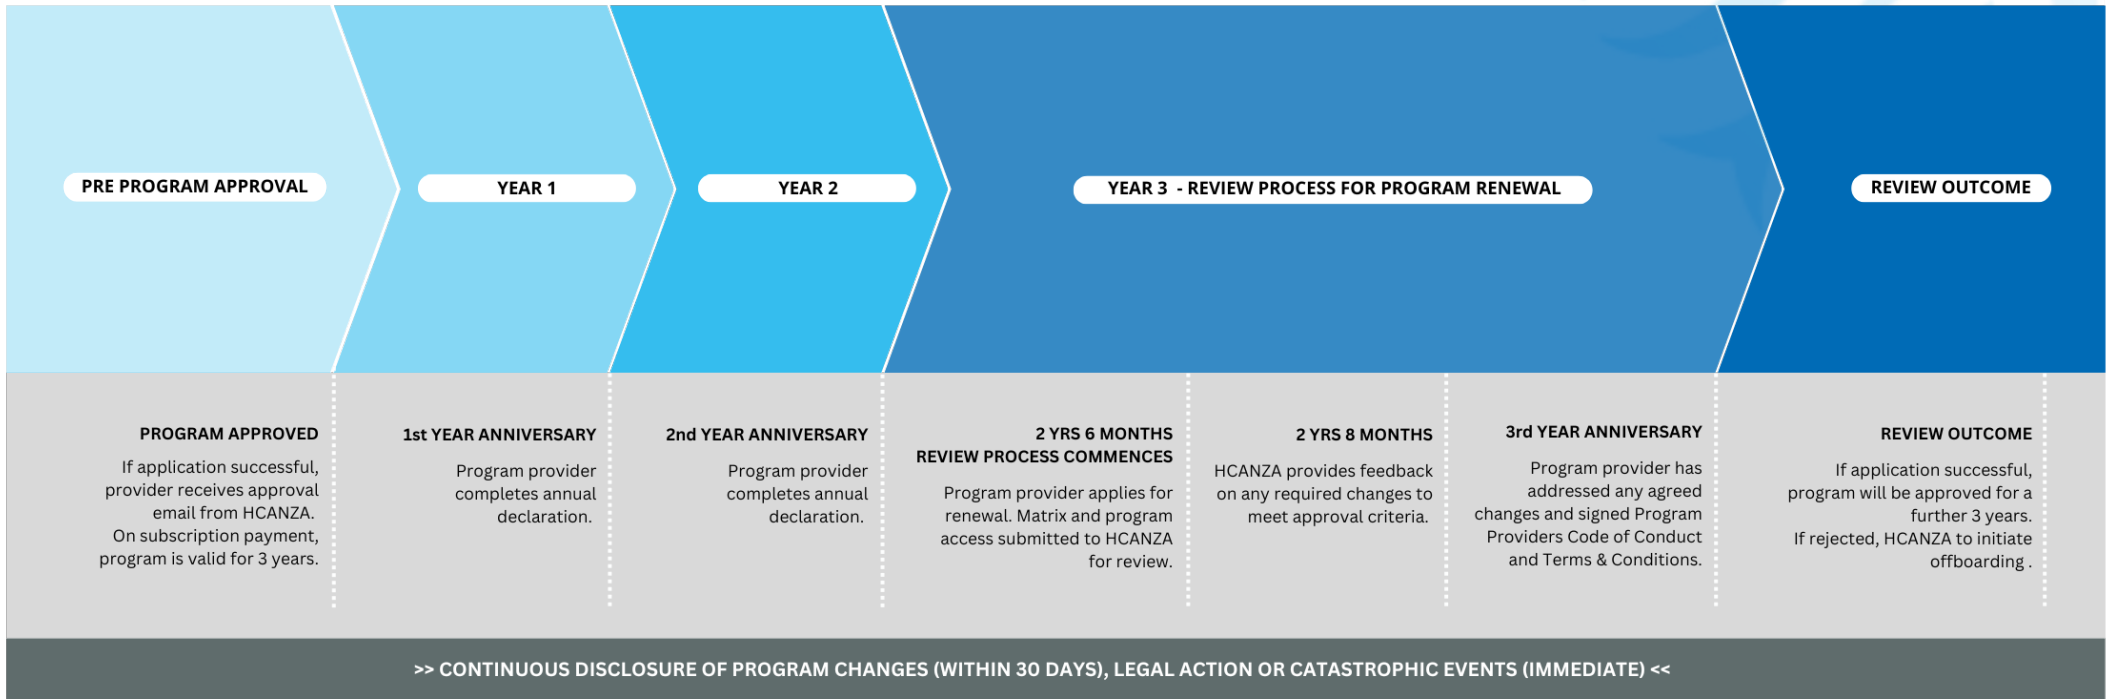 PRE PROGRAM APPROVAL
YEAR 1
YEAR 2
YEAR 3 - REVIEW PROCESS FOR PROGRAM RENEWAL
REVIEW OUTCOME
PROGRAM APPROVED
If application successful,
provider receives approval
email from HCANZA.
On subscription payment,
program is valid for 3 years.
1st YEAR ANNIVERSARY
Program provider
completes annual
declaration.
2nd YEAR ANNIVERSARY
Program provider
completes annual
declaration.
2 YRS 6 MONTHS
REVIEW PROCESS COMMENCES
Program provider applies for
renewal. Matrix and program
access submitted to HCANZA
for review.
2 YRS 8 MONTHS
HCANZA provides feedback
on any required changes to
meet approval criteria.
3rd YEAR ANNIVERSARY
Program provider has
addressed any agreed
changes and signed Program
Providers Code of Conduct
and Terms & Conditions.
REVIEW OUTCOME
If application successful,
program will be approved for a
further 3 years.
If rejected, HCANZA to initiate
offboarding .
>> CONTINUOUS DISCLOSURE OF PROGRAM CHANGES (WITHIN 30 DAYS), LEGAL ACTION OR CATASTROPHIC EVENTS (IMMEDIATE) <<